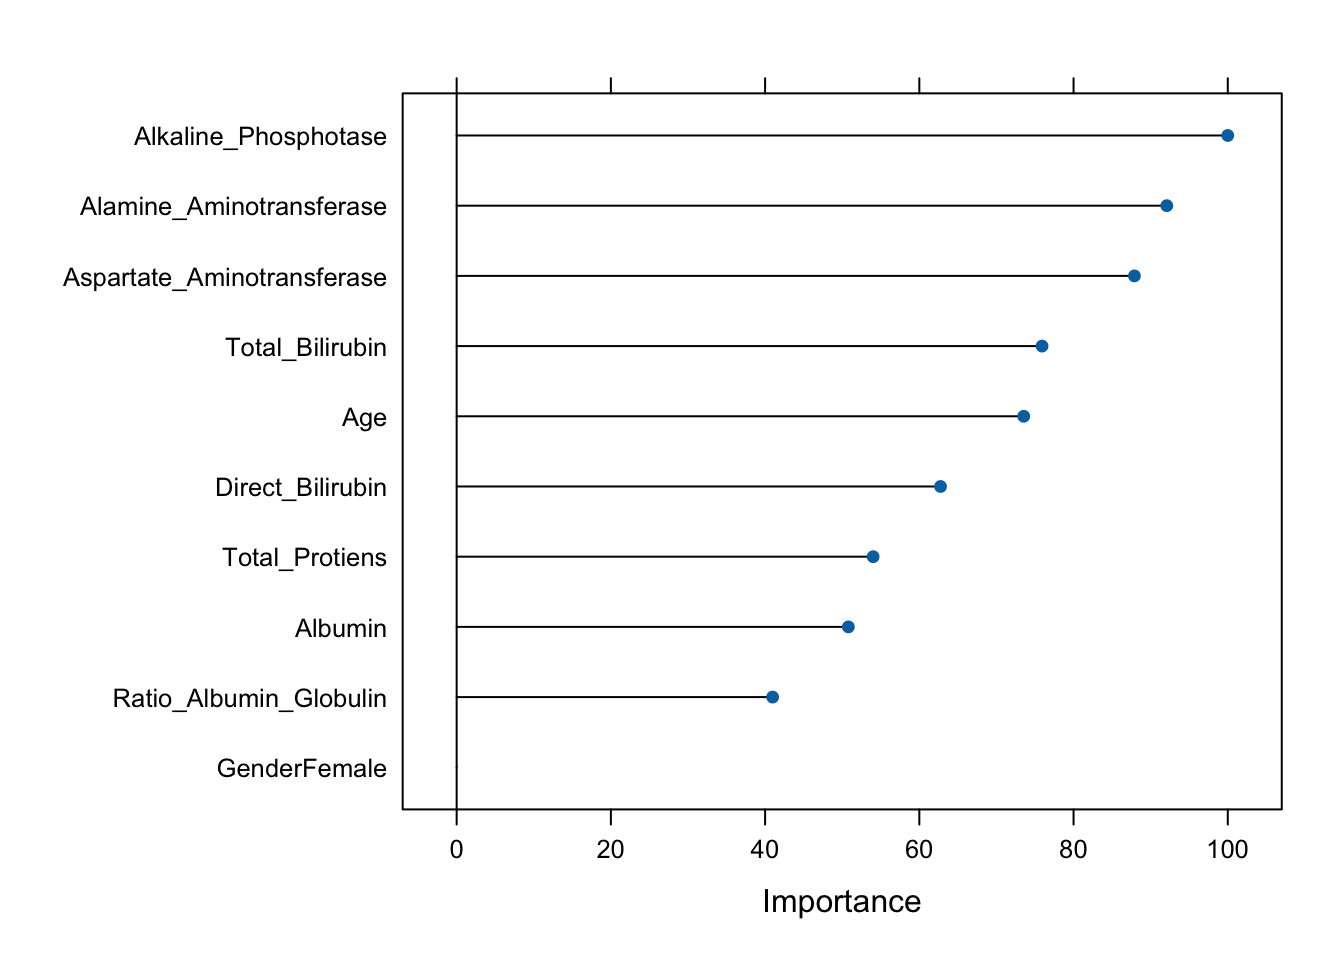 Alkaline_Phosphotase
Alamine_Aminotransferase
Aspartate_Aminotransferase
Total_Bilirubin
Age
Direct_Bilirubin
Total_Protiens
Albumin
Ratio_Albumin_Globulin
GenderFemale
0 20 40 60 80 100
Importance